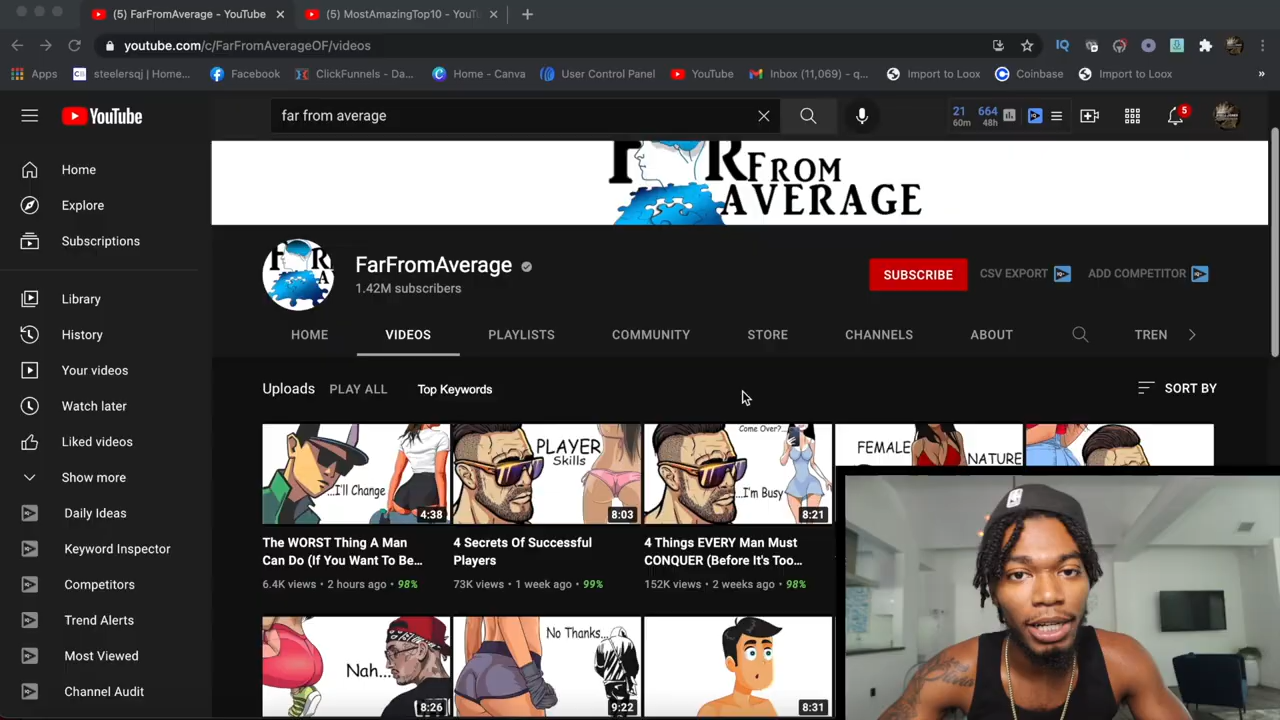 (5) FarFromAverage - YouTube
(5) MostAmazingTop10 - YouTu
youtube.com/c/FarFromAverageOF/videos
Apps
steelersqj | Home...
Facebook
ClickFunnels - Da...
Home - Canva
User Control Panel
YouTube
Inbox (11,069) - q...
Import to Loox
Coinbase
Import to Loox
YouTube
far from average
21
60m
664
48h
5
Home
Explore
Subscriptions
Library
History
Your videos
Watch later
Liked videos
Show more
Daily Ideas
Keyword Inspector
Competitors
Trend Alerts
Most Viewed
Channel Audit
FROM
AVERAGE
FarFromAverage
1.42M subscribers
SUBSCRIBE
CSV EXPORT
ADD COMPETITOR
HOME
VIDEOS
PLAYLISTS
COMMUNITY
STORE
CHANNELS
ABOUT
TREN
Uploads
PLAY ALL
Top Keywords
SORT BY
...I'll Change
4:38
PLAYER
Skills
8:03
Come Over?...
...I'm Busy
8:21
FEMALE
NATURE
The WORST Thing A Man
Can Do (If You Want To Be...
6.4K views • 2 hours ago • 98%
4 Secrets Of Successful
Players
73K views • 1 week ago • 99%
4 Things EVERY Man Must
CONQUER (Before It's Too...
152K views • 2 weeks ago • 98%
Nah...
8:26
No Thanks...
9:22
8:31